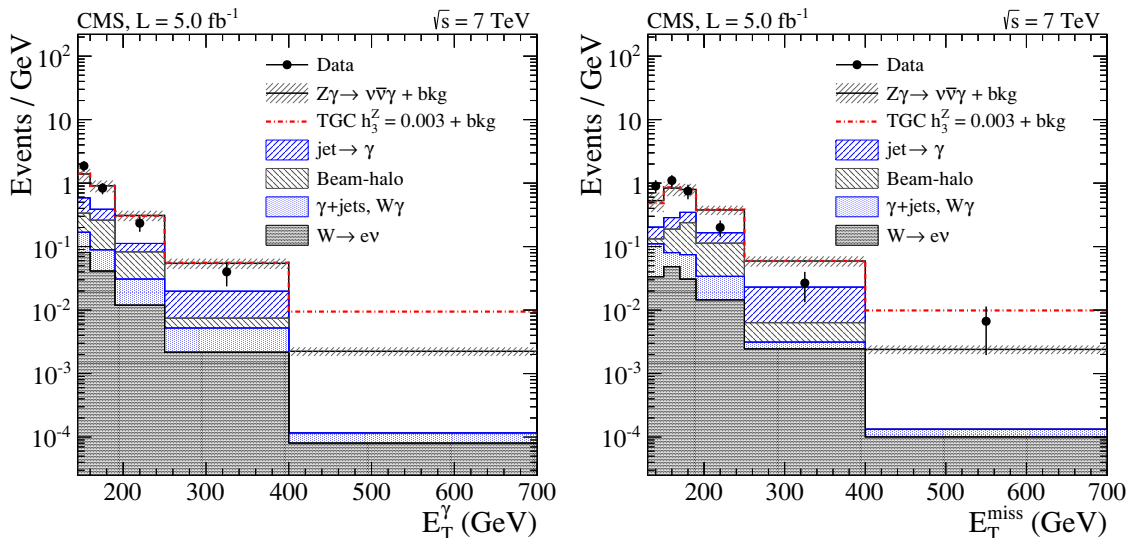 CMS, L = 5.0 fb⁻¹ √s = 7 TeV
Events / GeV
10²
10
1
10⁻¹
10⁻²
10⁻³
10⁻⁴
Data
Zγ→ νν̅γ + bkg
TGC h₃ᶻ = 0.003 + bkg
jet→ γ
Beam-halo
γ+jets, Wγ
W→ eν
200 300 400 500 600 700
E_T^γ (GeV)
CMS, L = 5.0 fb⁻¹ √s = 7 TeV
Events / GeV
10²
10
1
10⁻¹
10⁻²
10⁻³
10⁻⁴
Data
Zγ→ νν̅γ + bkg
TGC h₃ᶻ = 0.003 + bkg
jet→ γ
Beam-halo
γ+jets, Wγ
W→ eν
200 300 400 500 600 700
E_T^miss (GeV)